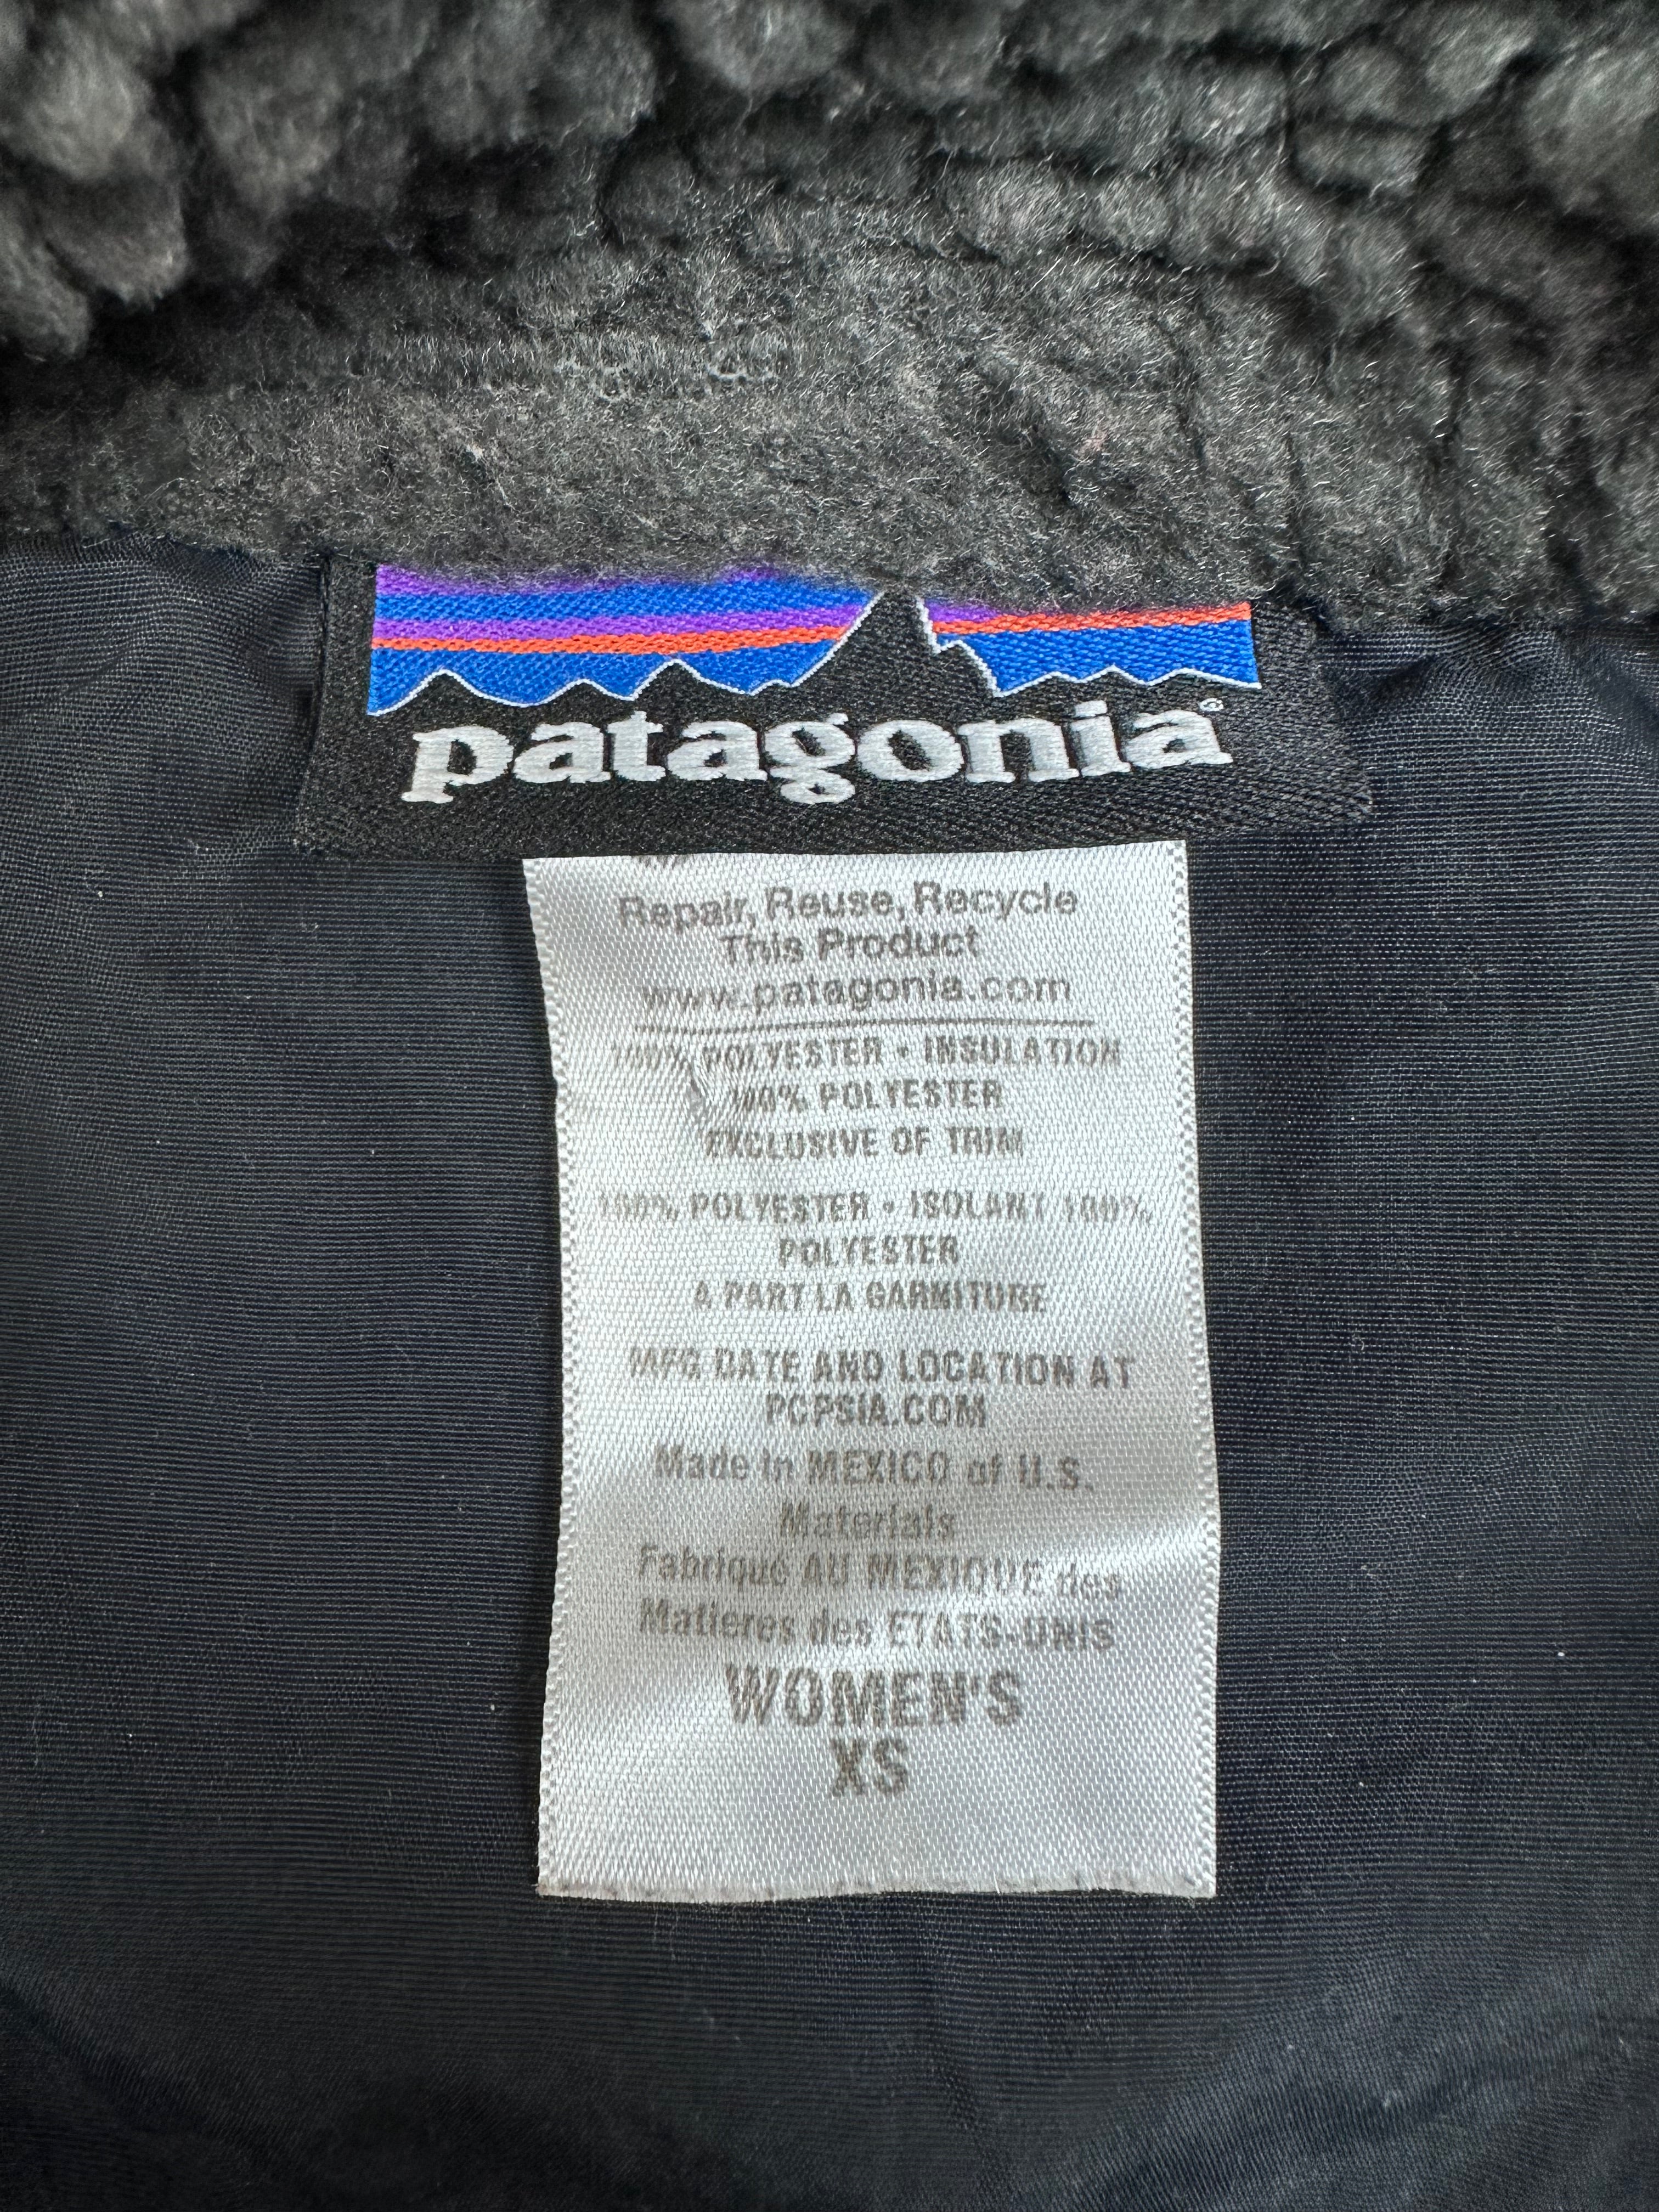 patagonia®
Repair, Reuse, Recycle
This Product
www.patagonia.com
100% POLYESTER • INSULATION
100% POLYESTER
EXCLUSIVE OF TRIM
100% POLYESTER • ISOLANT 100%
POLYESTER
A PART LA GARNITURE
MFG DATE AND LOCATION AT
PCPSIA.COM
Made in MEXICO of U.S.
Materials
Fabriqué AU MEXIQUE des
Matieres des ETATS-UNIS
WOMEN'S
XS